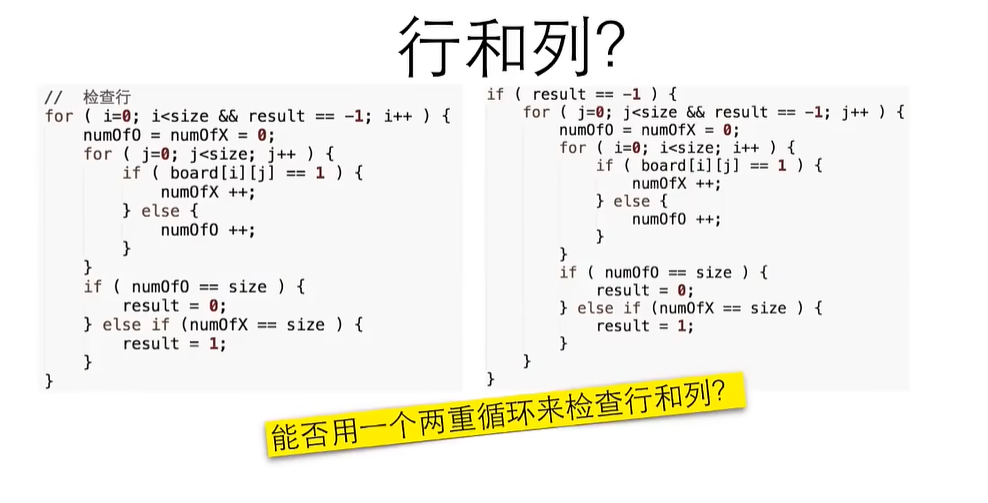 行和列?
//  检查行
for ( i=0; i<size && result == -1; i++ ) {
    numOfO = numOfX = 0;
    for ( j=0; j<size; j++ ) {
        if ( board[i][j] == 1 ) {
            numOfX ++;
        } else {
            numOfO ++;
        }
    }
    if ( numOfO == size ) {
        result = 0;
    } else if (numOfX == size ) {
        result = 1;
    }
}
if ( result == -1 ) {
    for ( j=0; j<size && result == -1; j++ ) {
        numOfO = numOfX = 0;
        for ( i=0; i<size; i++ ) {
            if ( board[i][j] == 1 ) {
                numOfX ++;
            } else {
                numOfO ++;
            }
        }
        if ( numOfO == size ) {
            result = 0;
        } else if (numOfX == size ) {
            result = 1;
        }
    }
}
能否用一个两重循环来检查行和列?